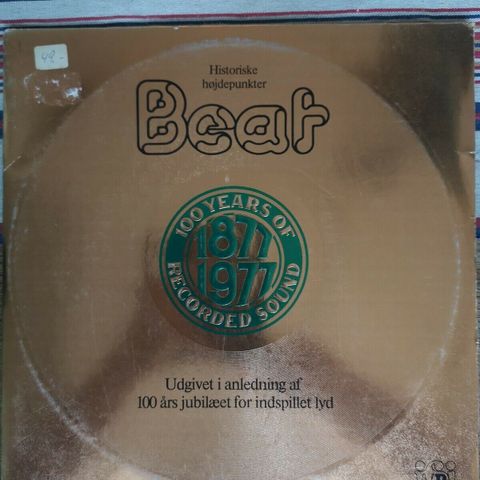 49.-
Historiske
højdepunkter
Beat
100 YEARS OF
1877
1977
RECORDED SOUND
Udgivet i anledning af
100 års jubilæet for indspillet lyd